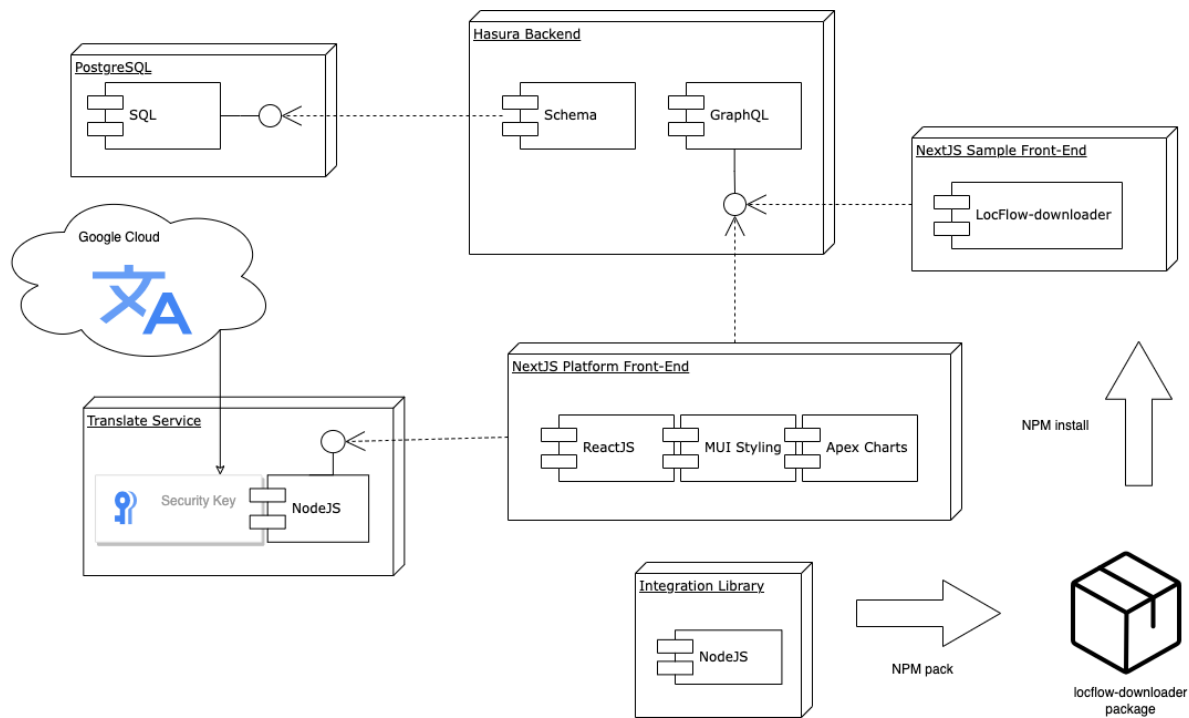 Hasura Backend
PostgreSQL
SQL
Schema
GraphQL
NextJS Sample Front-End
LocFlow-downloader
Google Cloud
文A
NextJS Platform Front-End
ReactJS
MUI Styling
Apex Charts
NPM install
Translate Service
Security Key
NodeJS
Integration Library
NodeJS
NPM pack
locflow-downloader
package